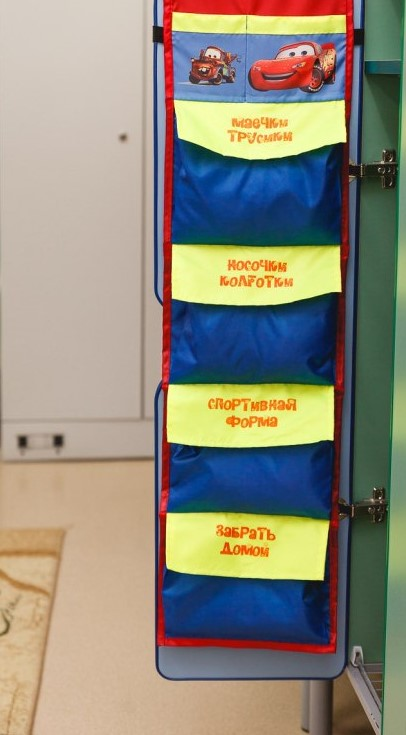 маечки
трусики
носочки
колготки
спортивная
форма
забрать
домой